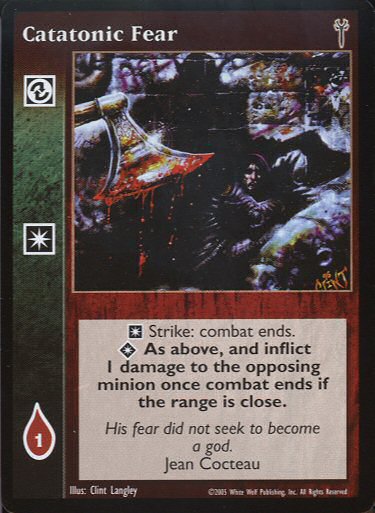 Catatonic Fear
Strike: combat ends.
As above, and inflict
1 damage to the opposing
minion once combat ends if
the range is close.
His fear did not seek to become
a god.
Jean Cocteau
1
Illus: Clint Langley
©2005 White Wolf Publishing, Inc. All Rights Reserved